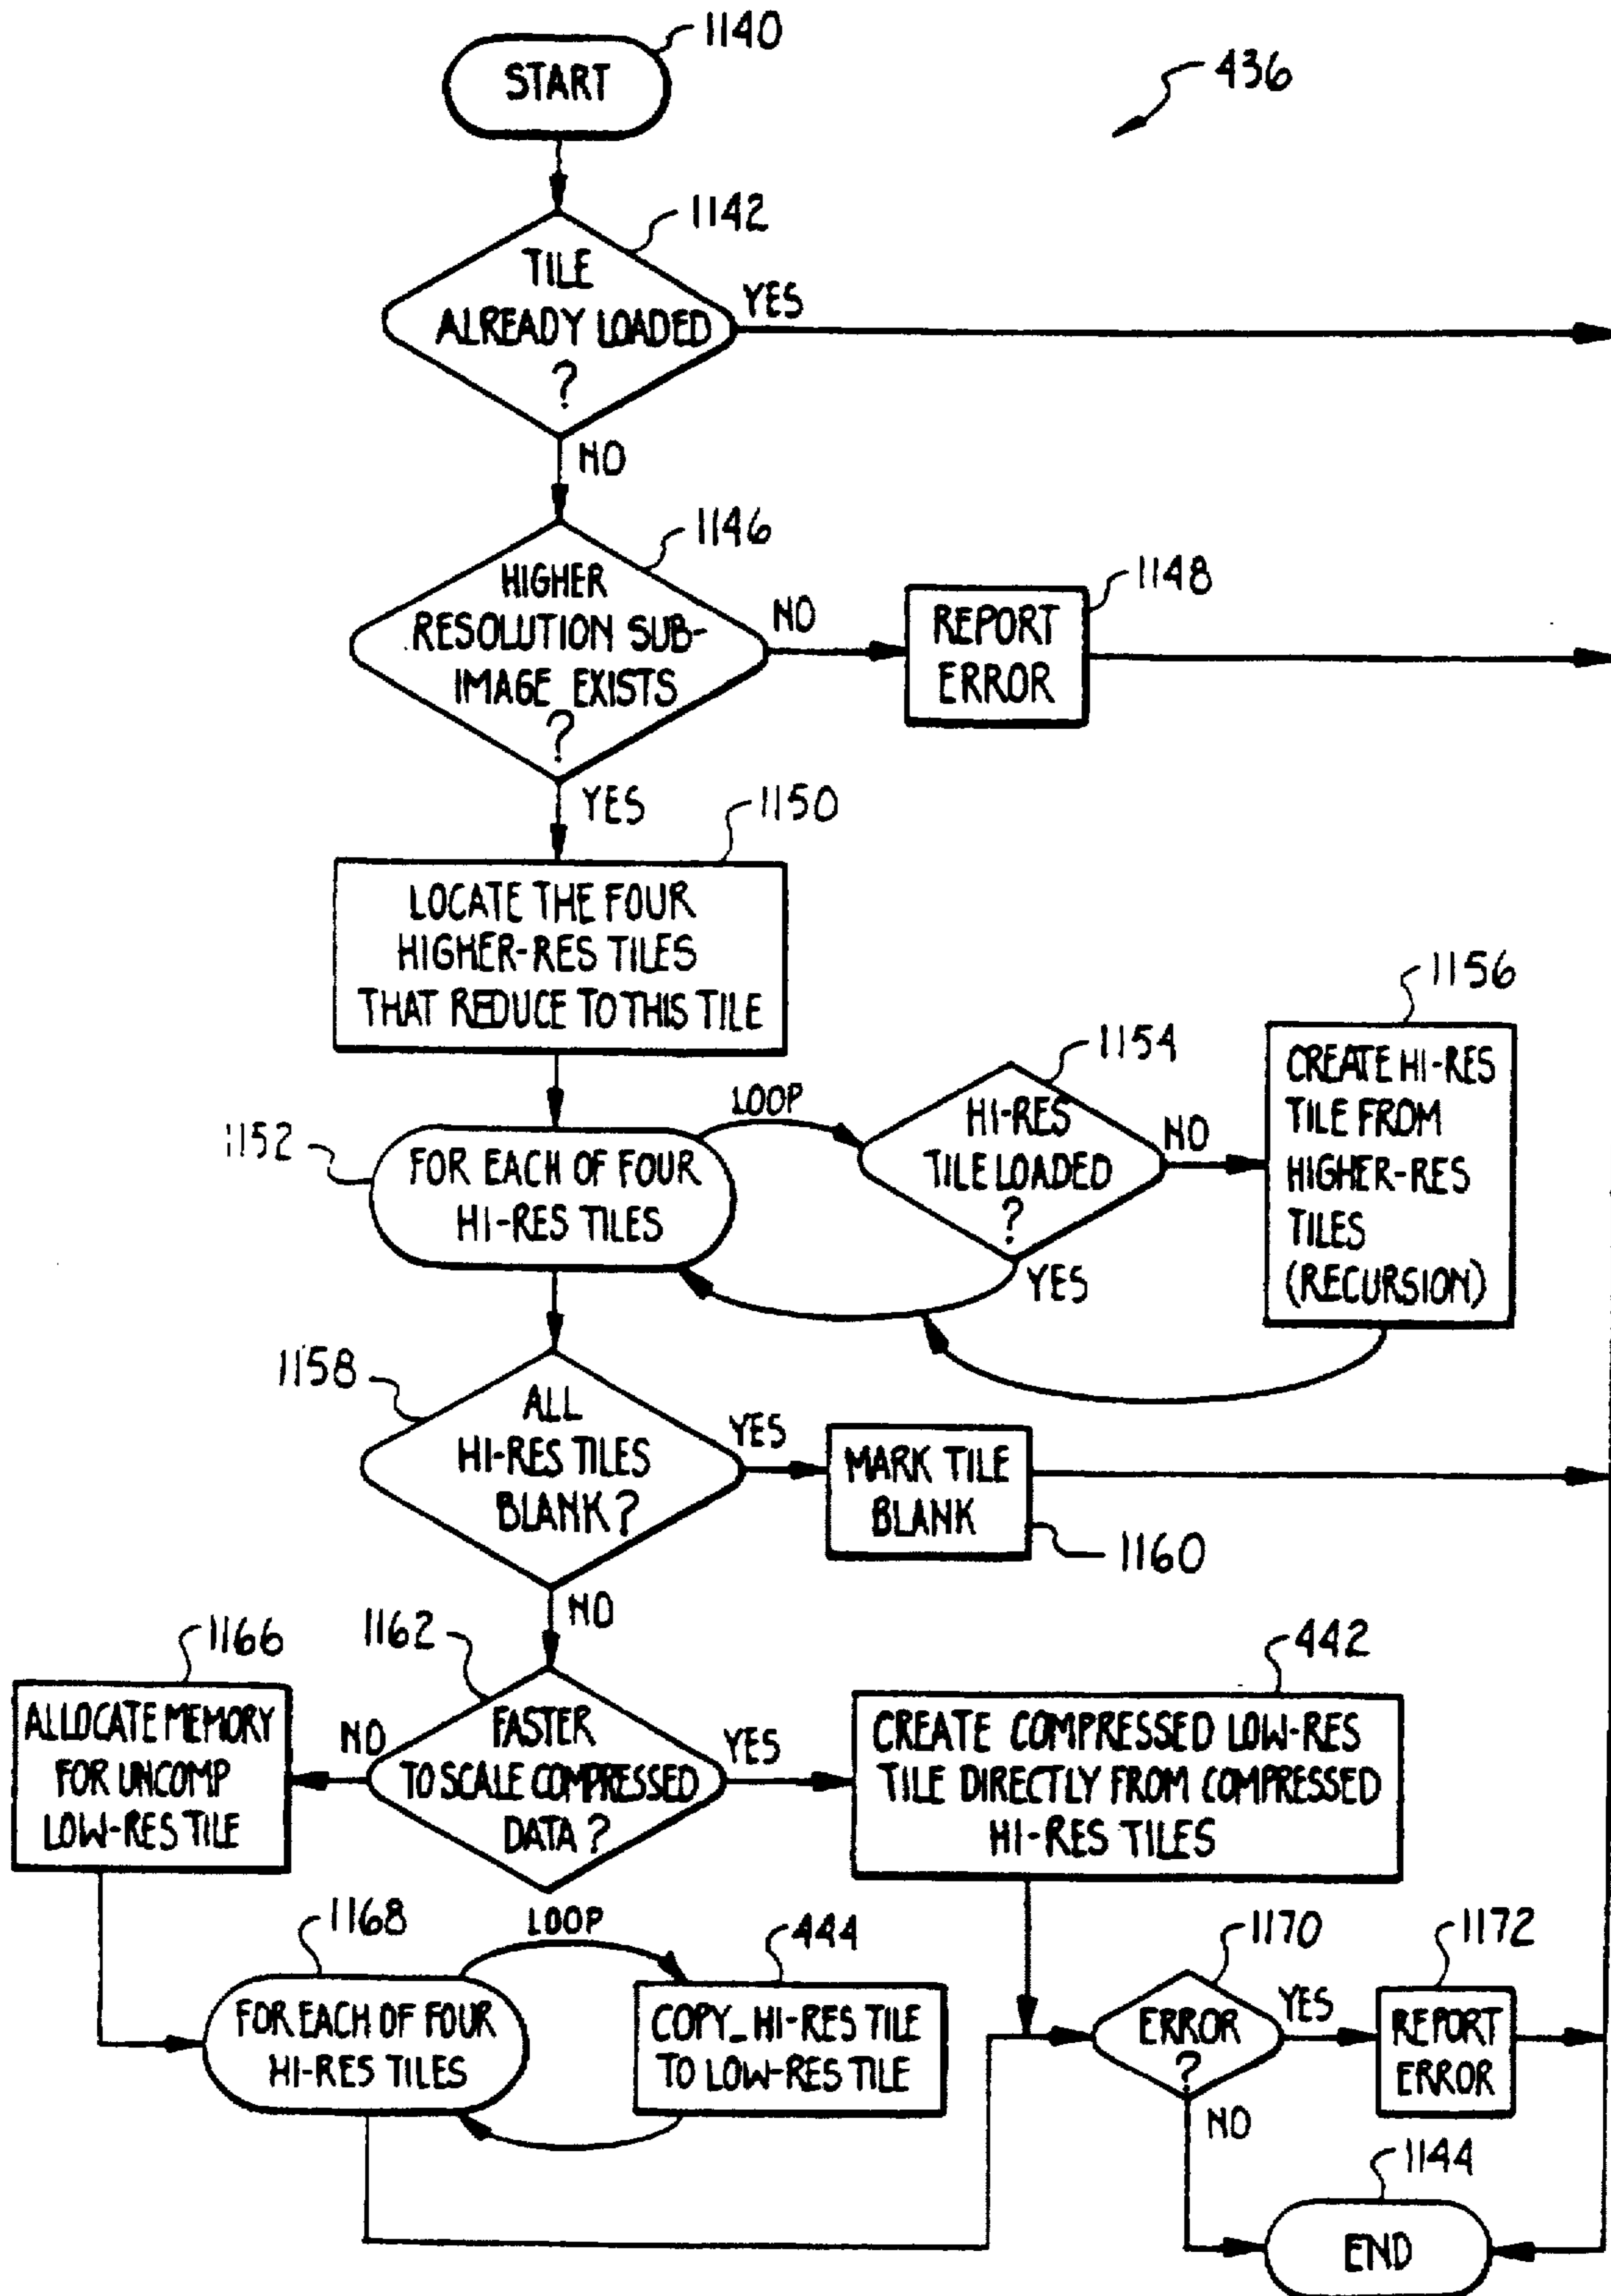 1140
START
436
1142
TILE
ALREADY LOADED
?
YES
NO
1146
HIGHER
RESOLUTION SUB-
IMAGE EXISTS
?
NO
1148
REPORT
ERROR
YES
1150
LOCATE THE FOUR
HIGHER-RES TILES
THAT REDUCE TO THIS TILE
1152
FOR EACH OF FOUR
HI-RES TILES
LOOP
1154
HI-RES
TILE LOADED
?
NO
YES
1156
CREATE HI-RES
TILE FROM
HIGHER-RES
TILES
(RECURSION)
1158
ALL
HI-RES TILES
BLANK?
YES
MARK TILE
BLANK
1160
NO
1162
FASTER
TO SCALE COMPRESSED
DATA?
NO
YES
1166
ALLOCATE MEMORY
FOR UNCOMP
LOW-RES TILE
442
CREATE COMPRESSED LOW-RES
TILE DIRECTLY FROM COMPRESSED
HI-RES TILES
1168
FOR EACH OF FOUR
HI-RES TILES
LOOP
444
COPY_HI-RES TILE
TO LOW-RES TILE
1170
ERROR
?
YES
1172
REPORT
ERROR
NO
1144
END